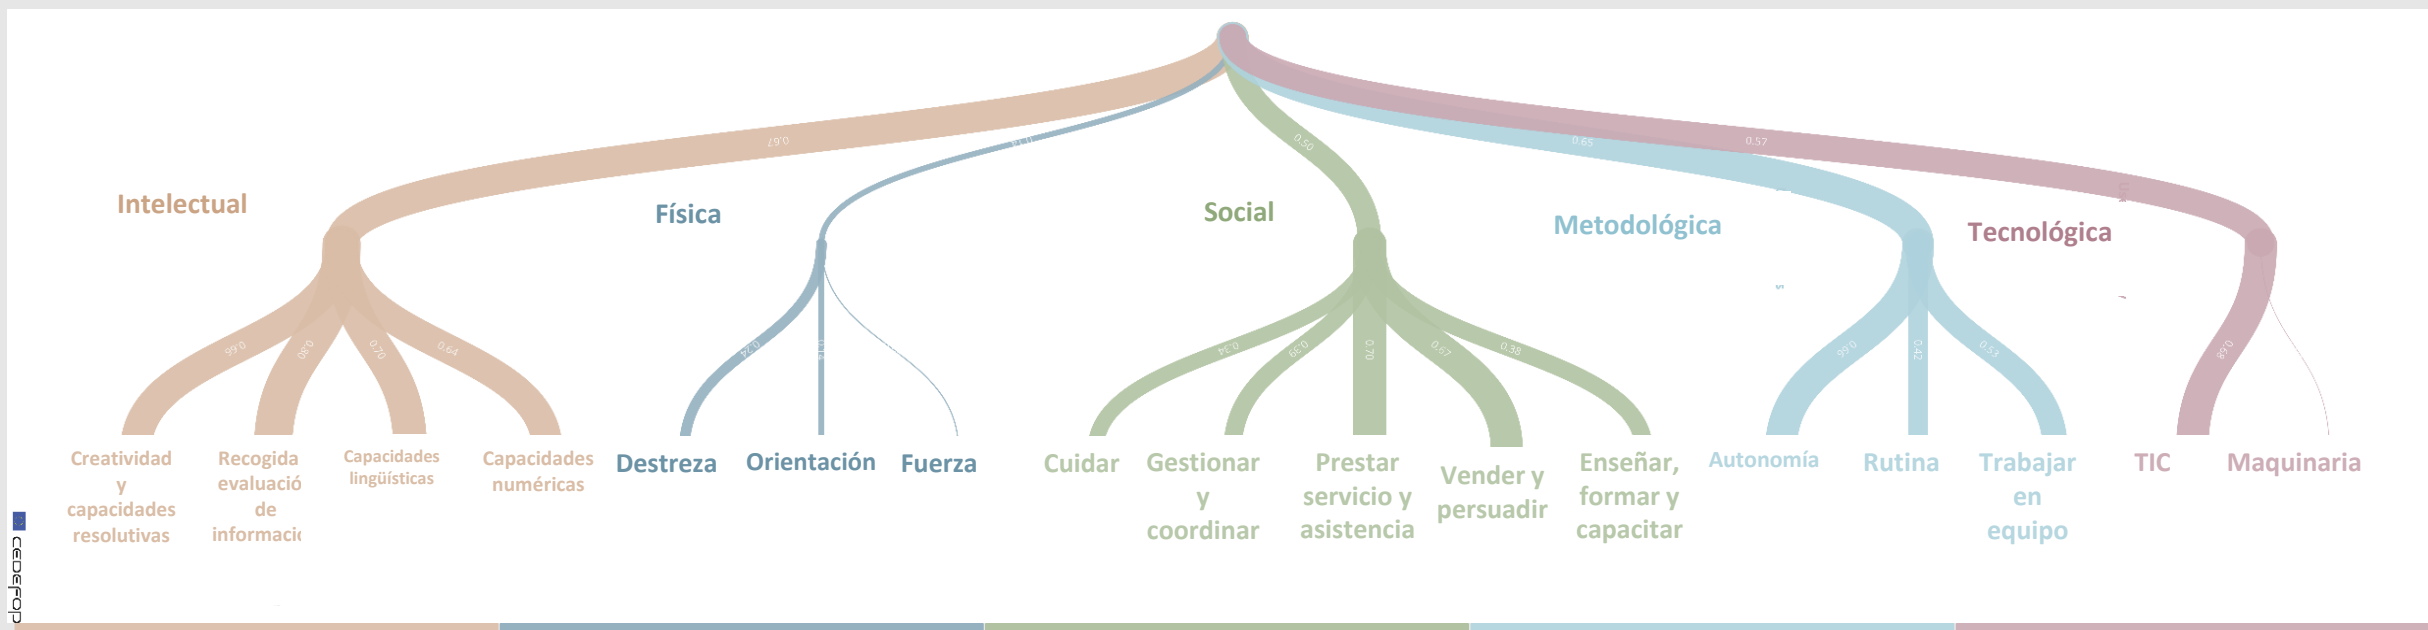 0.67
0.50
0.65
0.57
Intelectual
Física
Social
Metodológica
Tecnológica
0.66
0.80
0.70
0.64
0.24
0.34
0.39
0.70
0.67
0.38
0.66
0.42
0.53
0.68
Creatividad
y
capacidades
resolutivas
Recogida
evaluació
de
informaci
Capacidades
lingüísticas
Capacidades
numéricas
Destreza
Orientación
Fuerza
Cuidar
Gestionar
y
coordinar
Prestar
servicio y
asistencia
Vender y
persuadir
Enseñar,
formar y
capacitar
Autonomía
Rutina
Trabajar
en
equipo
TIC
Maquinaria
CEDEFOP